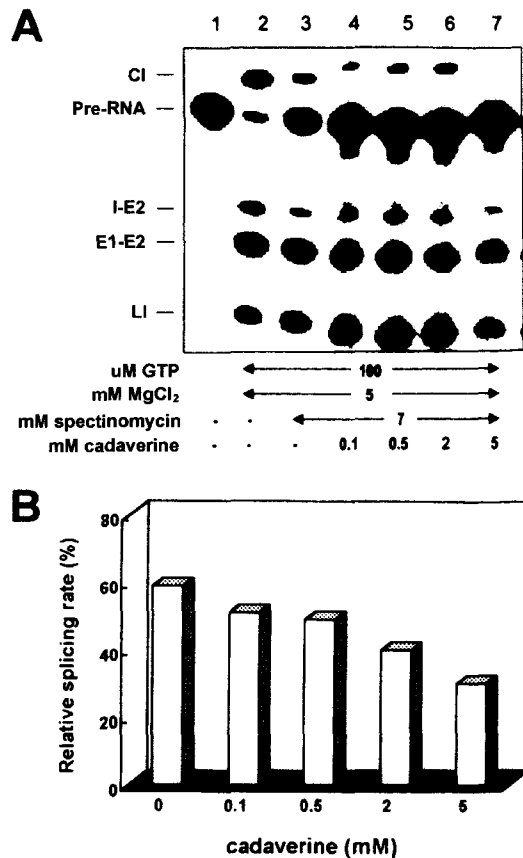 A
1 2 3 4 5 6 7
CI
Pre-RNA
I-E2
E1-E2
LI
uM GTP 100
mM MgCl₂ 5
mM spectinomycin - - 7
mM cadaverine - - - 0.1 0.5 2 5
B
Relative splicing rate (%)
80
60
40
20
0
0 0.1 0.5 2 5
cadaverine (mM)